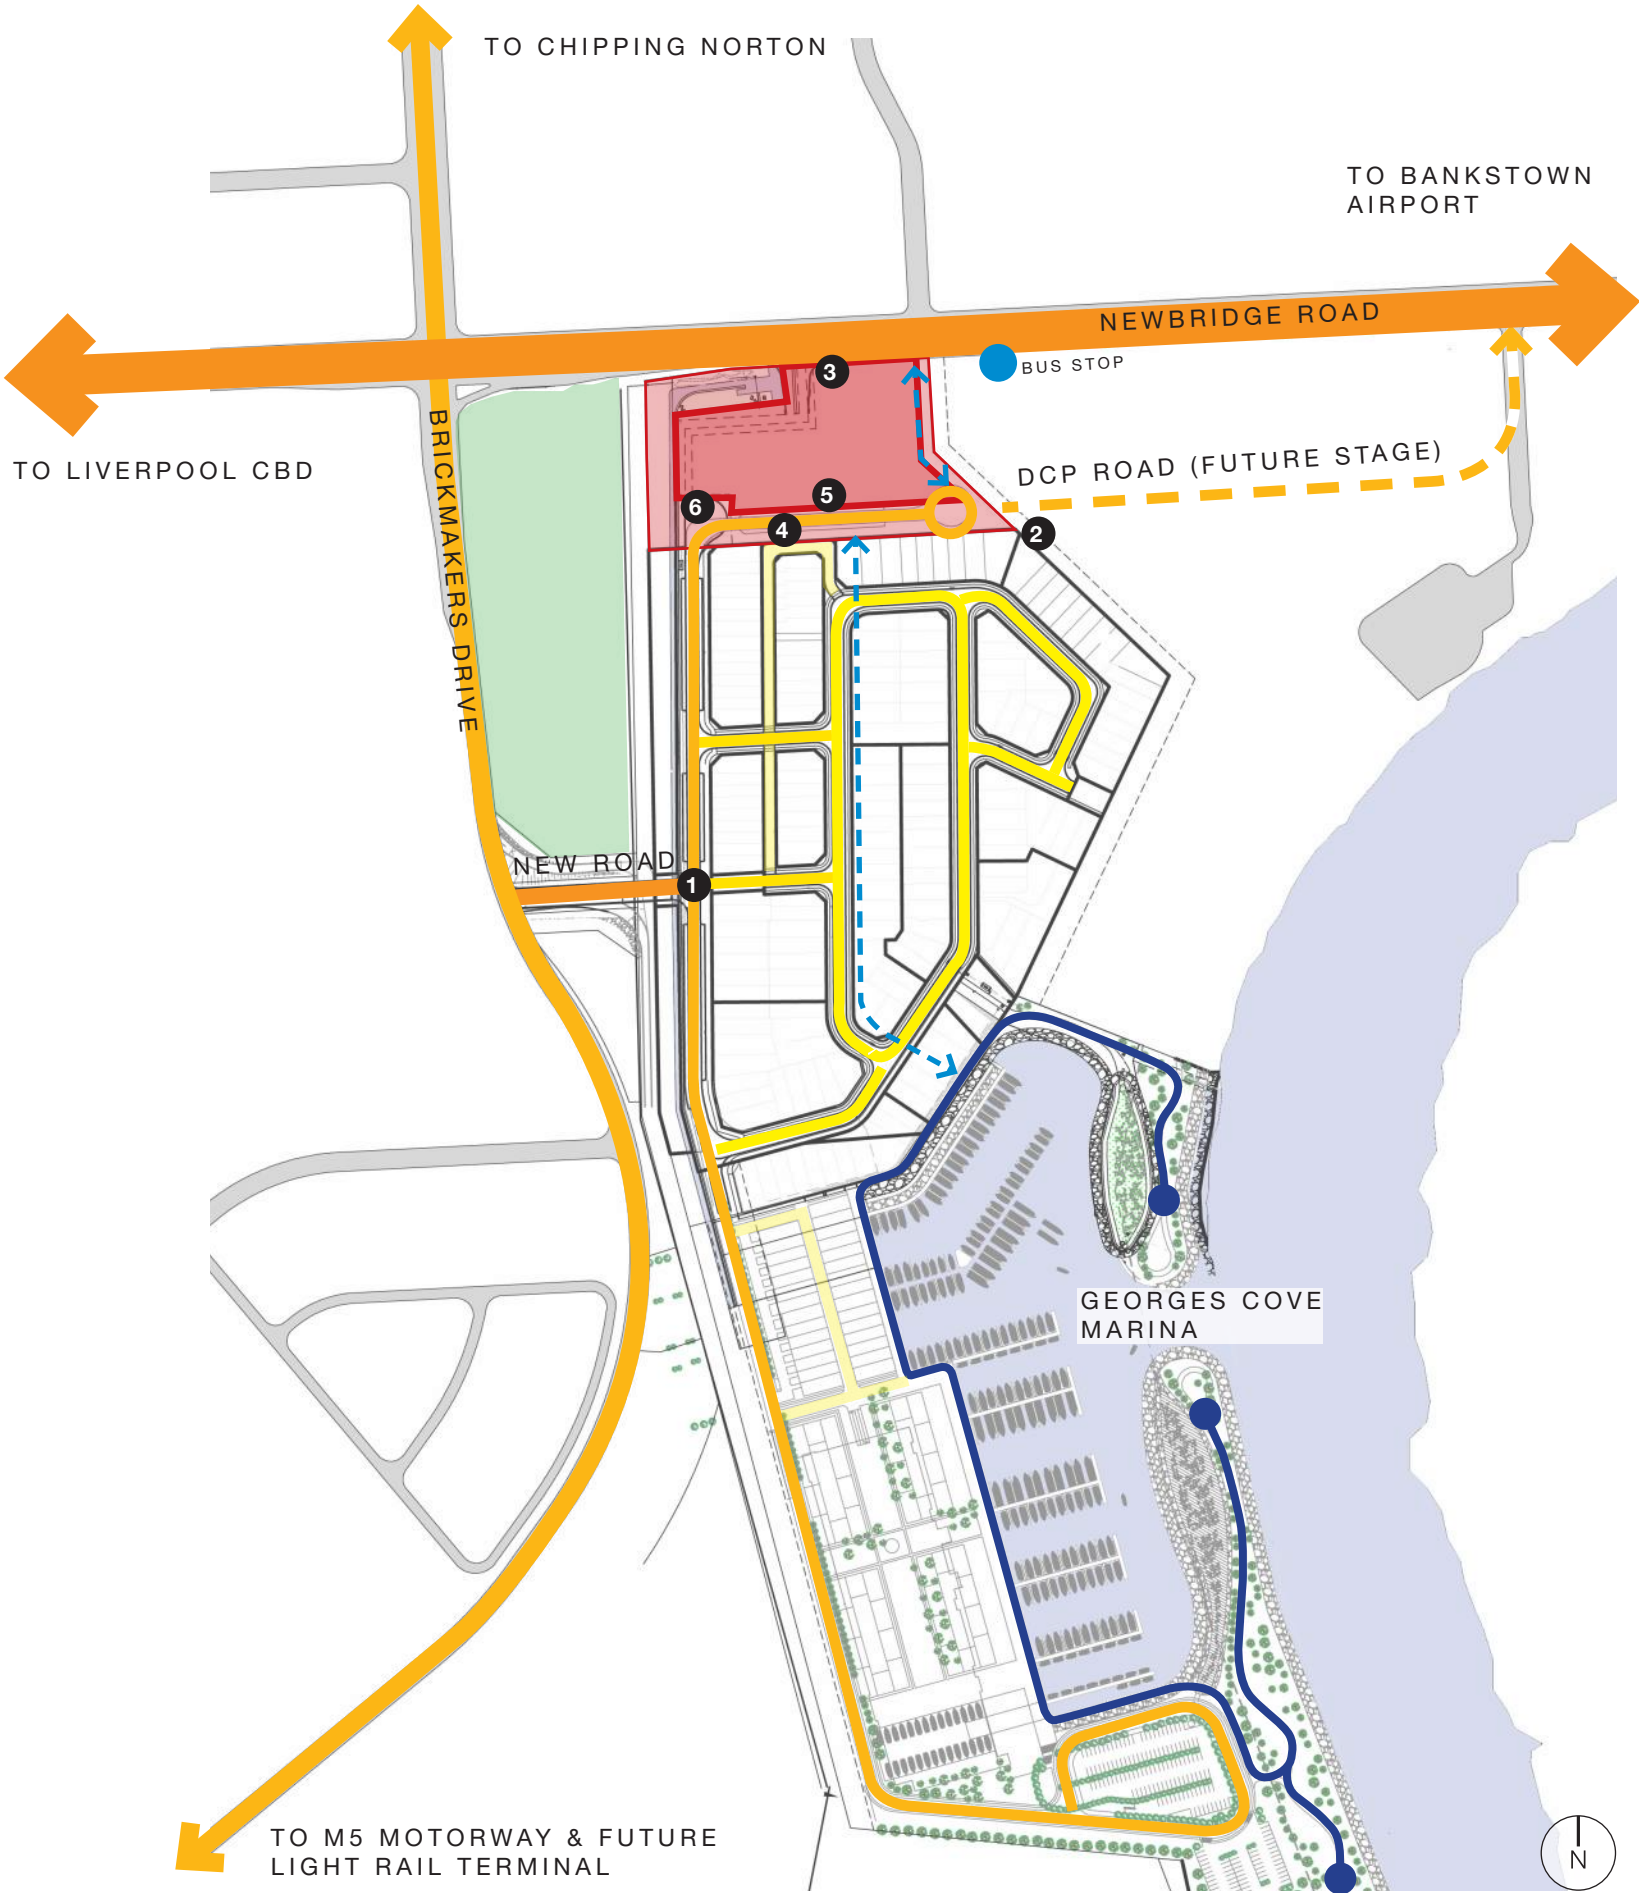 TO CHIPPING NORTON
TO BANKSTOWN
AIRPORT
NEWBRIDGE ROAD
BUS STOP
3
TO LIVERPOOL CBD
BRICKMAKERS DRIVE
DCP ROAD (FUTURE STAGE)
5
6
4
2
NEW ROAD
1
GEORGES COVE
MARINA
TO M5 MOTORWAY & FUTURE
LIGHT RAIL TERMINAL
N